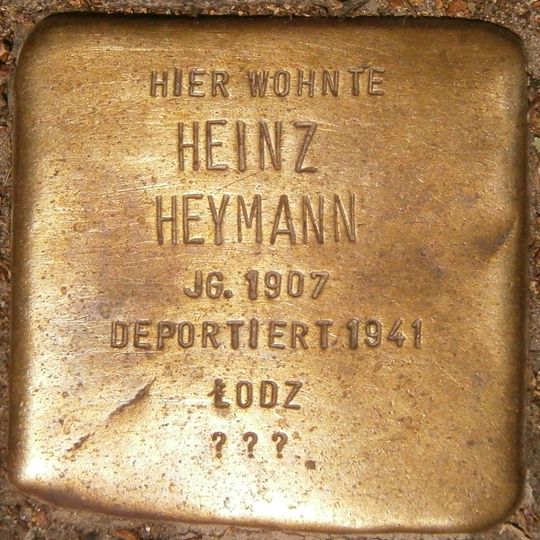 HIER WOHNTE
HEINZ
HEYMANN
JG. 1907
DEPORTIERT 1941
ŁODZ
???